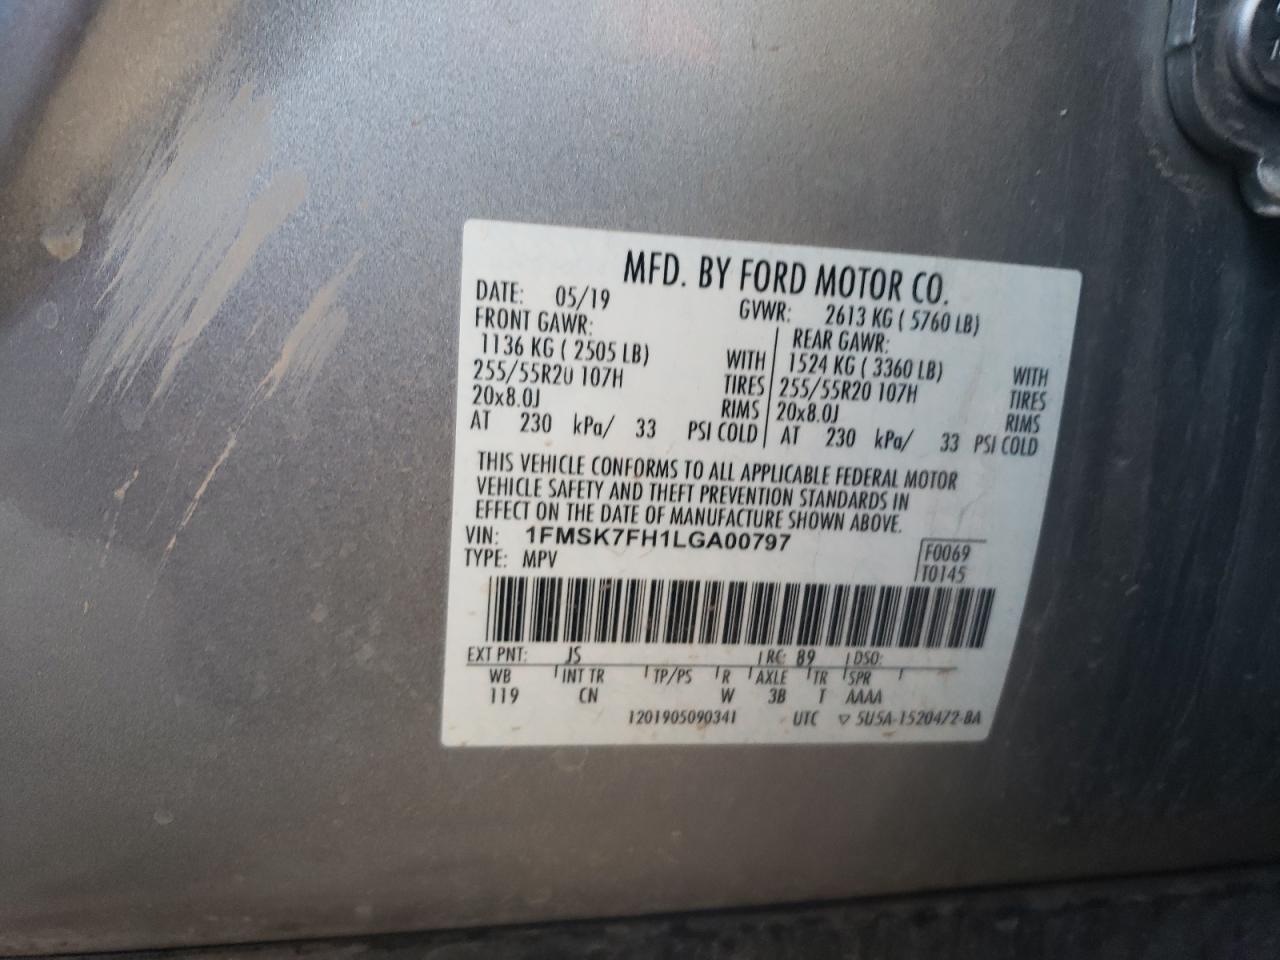 MFD. BY FORD MOTOR CO.
DATE: 05/19 GVWR: 2613 KG ( 5760 LB)
FRONT GAWR: REAR GAWR:
1136 KG ( 2505 LB) WITH 1524 KG ( 3360 LB) WITH
255/55R20 107H TIRES 255/55R20 107H TIRES
20x8.0J RIMS 20x8.0J RIMS
AT 230 kPa/ 33 PSI COLD AT 230 kPa/ 33 PSI COLD
THIS VEHICLE CONFORMS TO ALL APPLICABLE FEDERAL MOTOR
VEHICLE SAFETY AND THEFT PREVENTION STANDARDS IN
EFFECT ON THE DATE OF MANUFACTURE SHOWN ABOVE.
VIN: 1FMSK7FH1LGA00797
TYPE: MPV
F0069
T0145
EXT PNT: JS RC: 89 DSO:
WB INT TR TP/PS R AXLE TR SPR
119 CN W 3B T AAAA
1201905090341 UTC ▽ 5U5A-1520472-BA